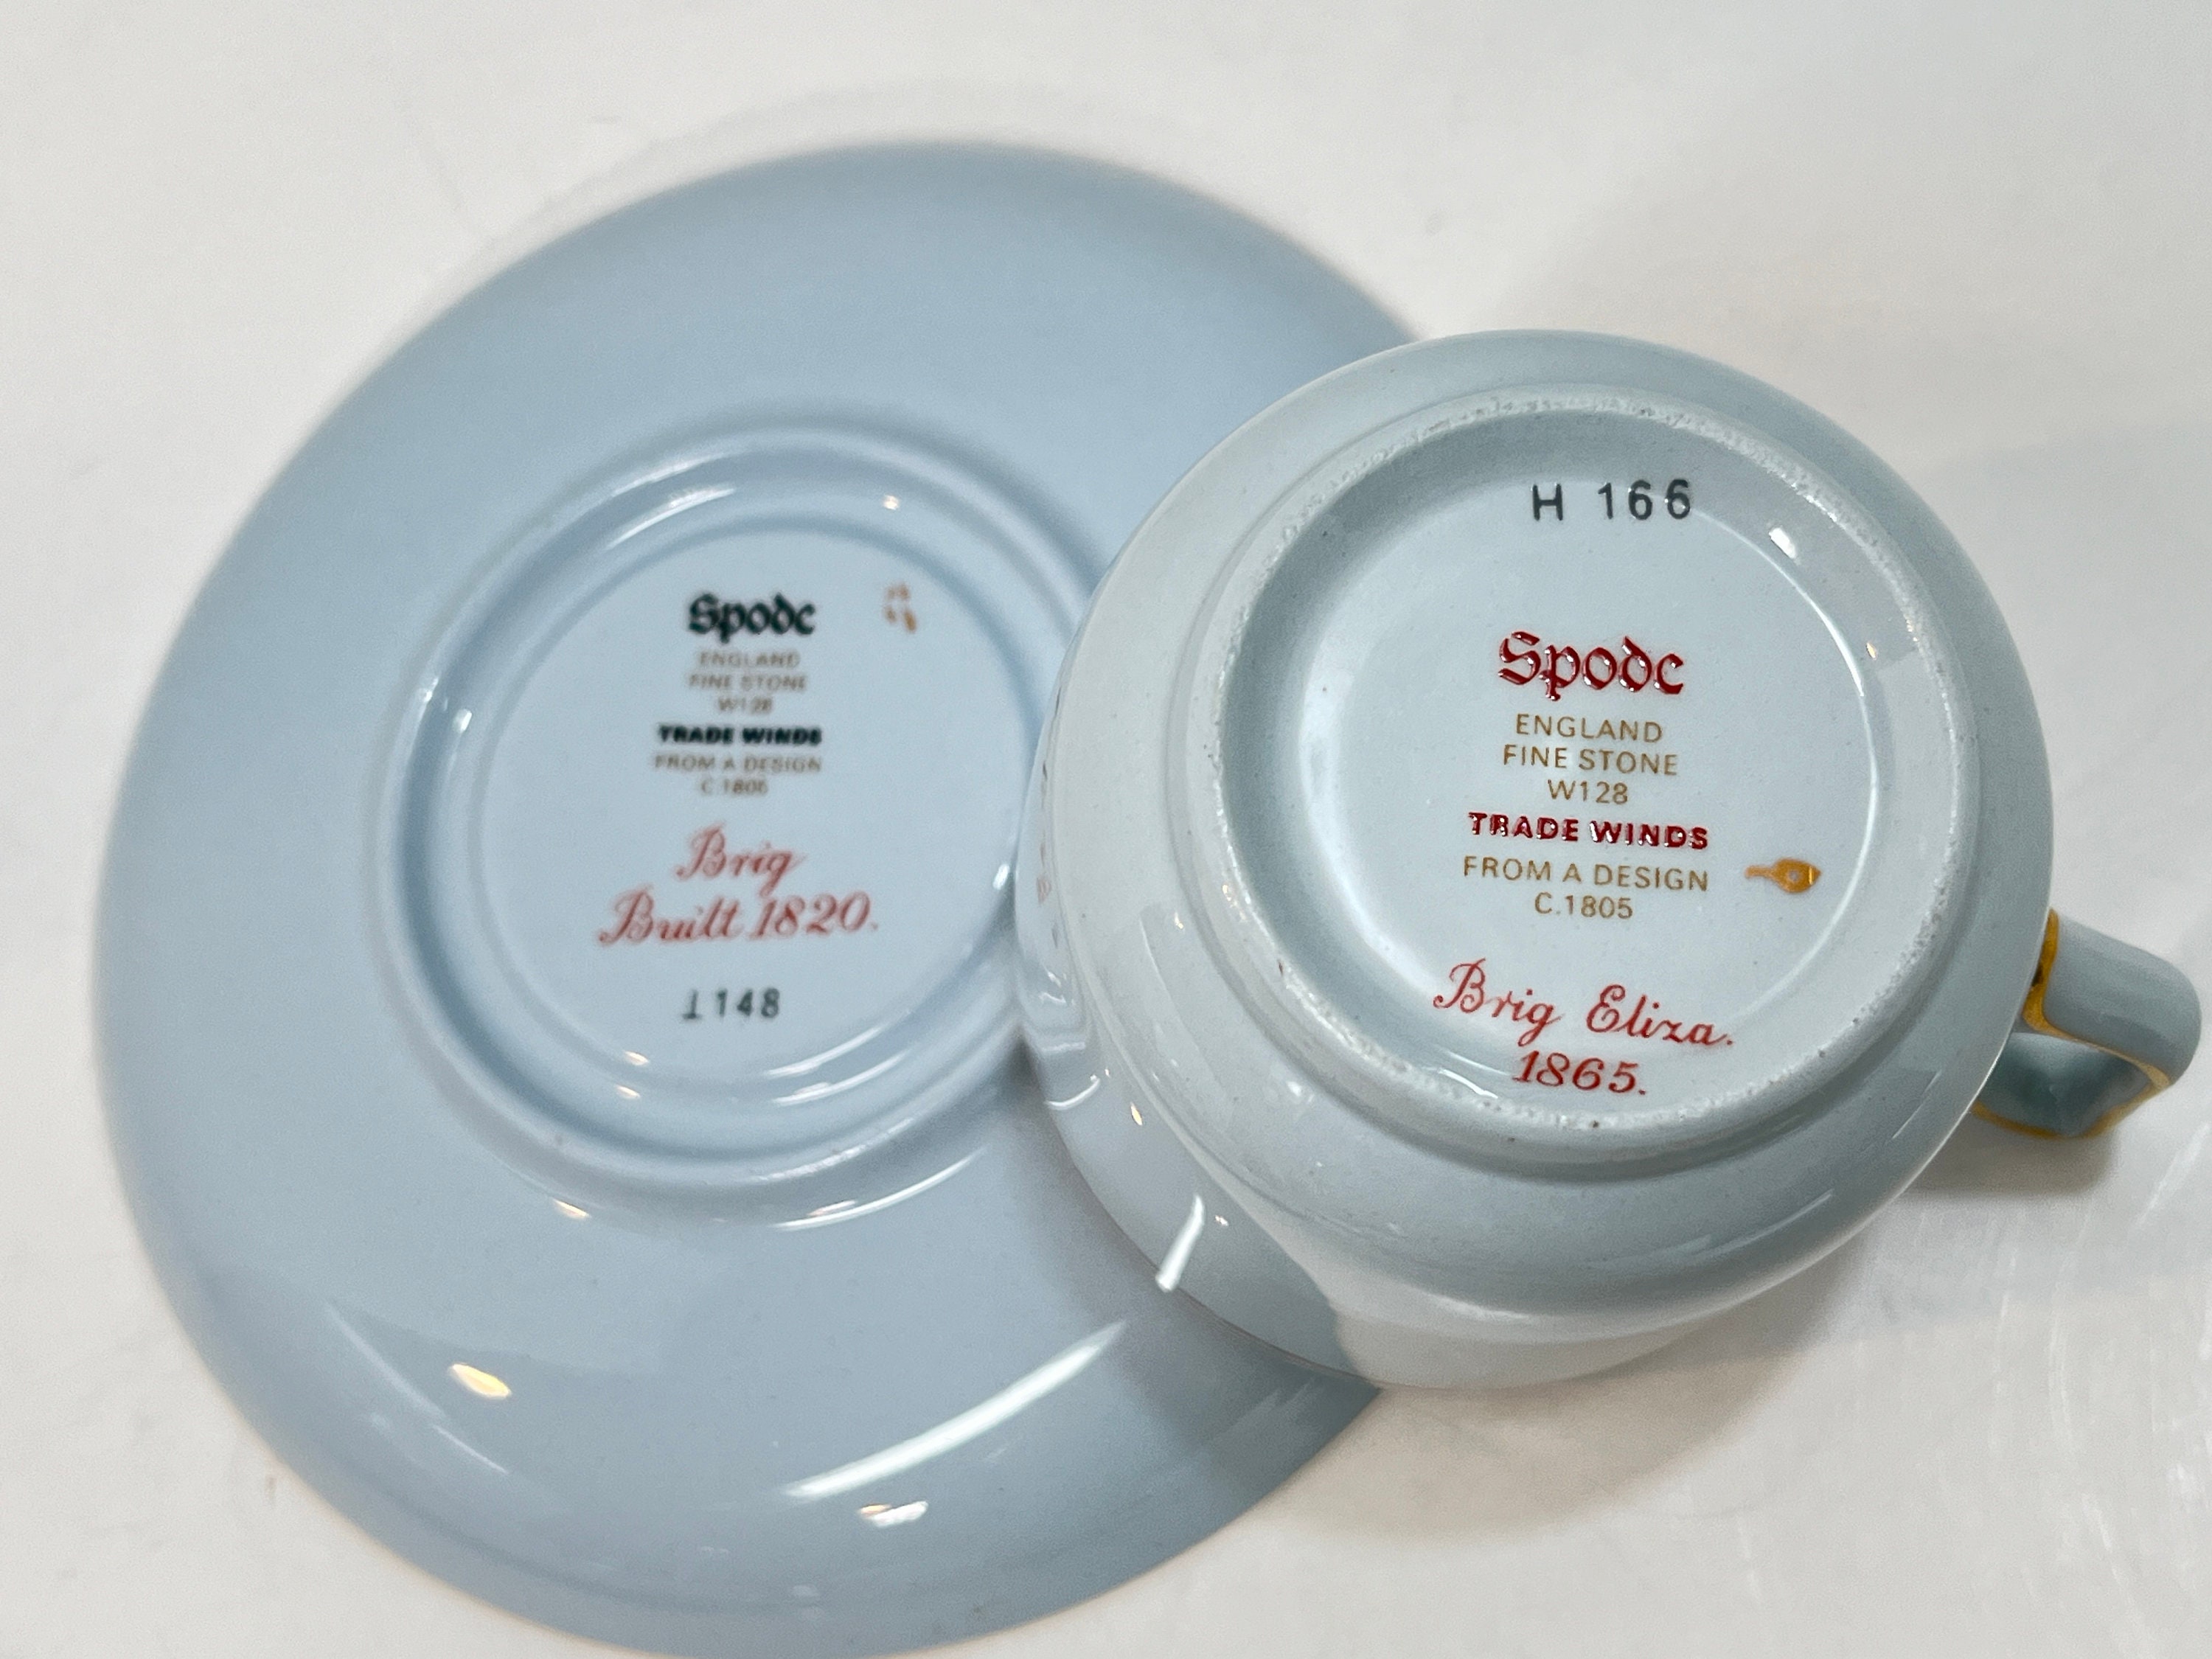 Spode
ENGLAND
FINE STONE
W128
TRADE WINDS
FROM A DESIGN
C.1805
Brig
Built 1820.
148
H 166
Spode
ENGLAND
FINE STONE
W128
TRADE WINDS
FROM A DESIGN
C.1805
Brig Eliza.
1865.